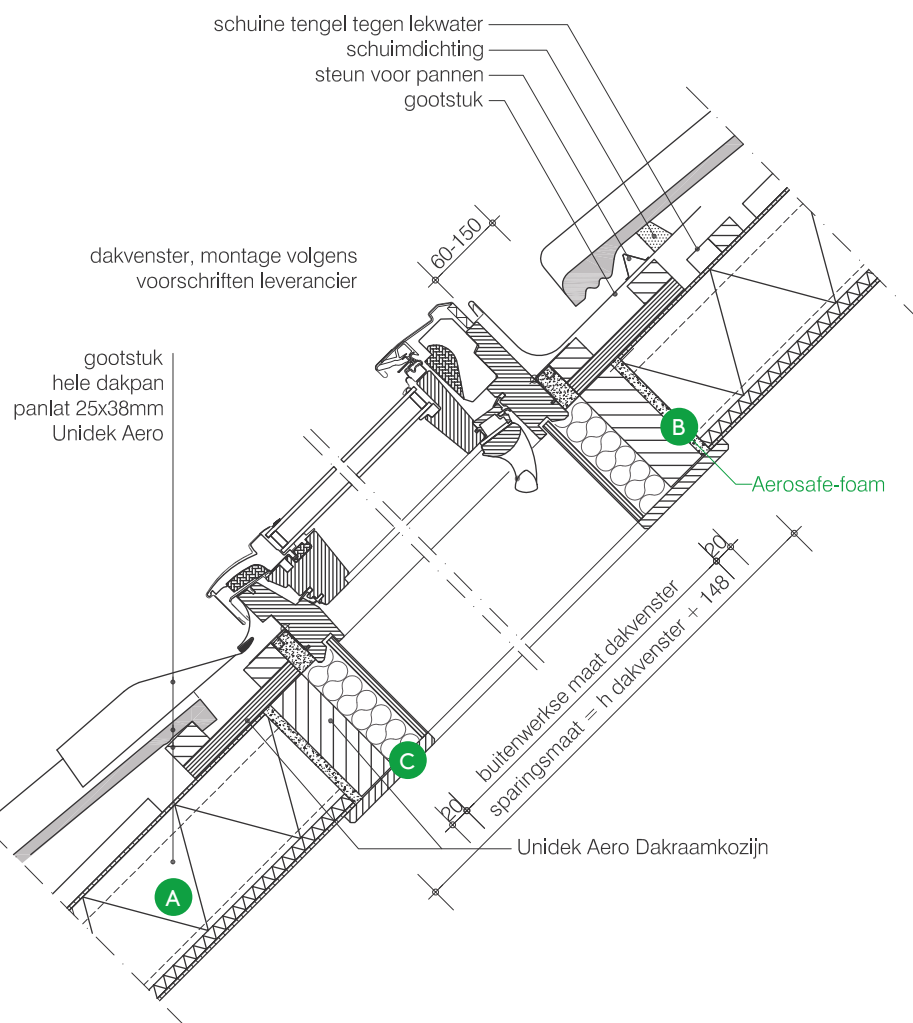 schuine tengel tegen lekwater
schuimdichting
steun voor pannen
gootstuk
60-150
dakvenster, montage volgens
voorschriften leverancier
gootstuk
hele dakpan
panlat 25x38mm
Unidek Aero
B
Aerosafe-foam
20
buitenwerkse maat dakvenster
sparingsmaat = h dakvenster + 148
20
C
Unidek Aero Dakraamkozijn
A